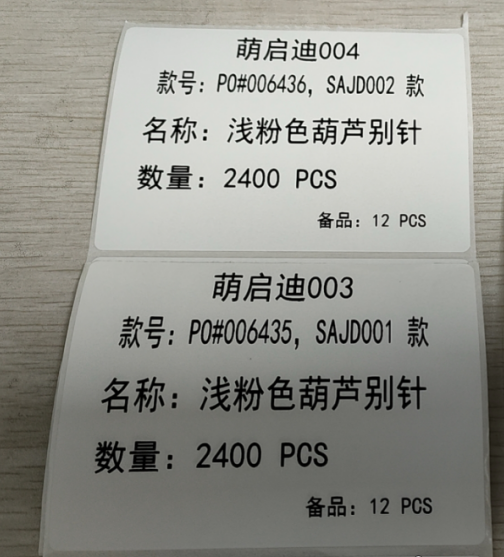 萌启迪004
款号：PO#006436，SAJD002 款
名称：浅粉色葫芦别针
数量：2400 PCS
备品：12 PCS
萌启迪003
款号：PO#006435，SAJD001 款
名称：浅粉色葫芦别针
数量：2400 PCS
备品：12 PCS